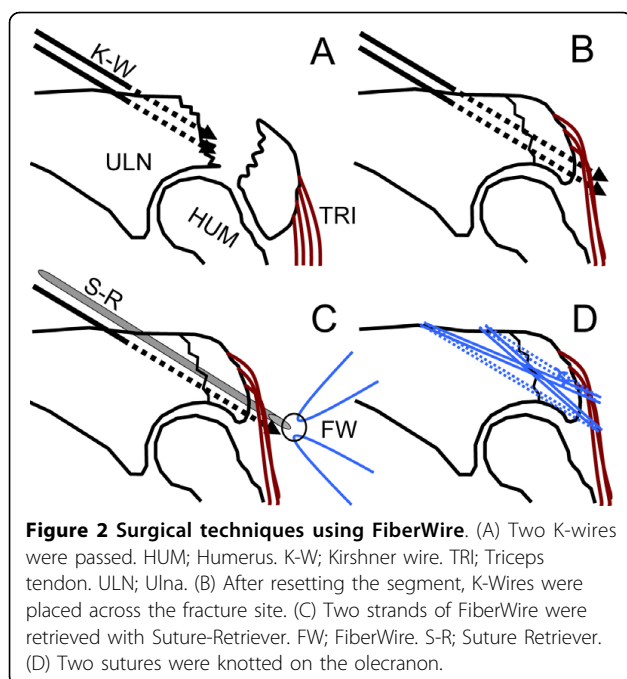 A
K-W
ULN
HUM
TRI
B
S-R
C
FW
D
Figure 2 Surgical techniques using FiberWire. (A) Two K-wires
were passed. HUM; Humerus. K-W; Kirshner wire. TRI; Triceps
tendon. ULN; Ulna. (B) After resetting the segment, K-Wires were
placed across the fracture site. (C) Two strands of FiberWire were
retrieved with Suture-Retriever. FW; FiberWire. S-R; Suture Retriever.
(D) Two sutures were knotted on the olecranon.